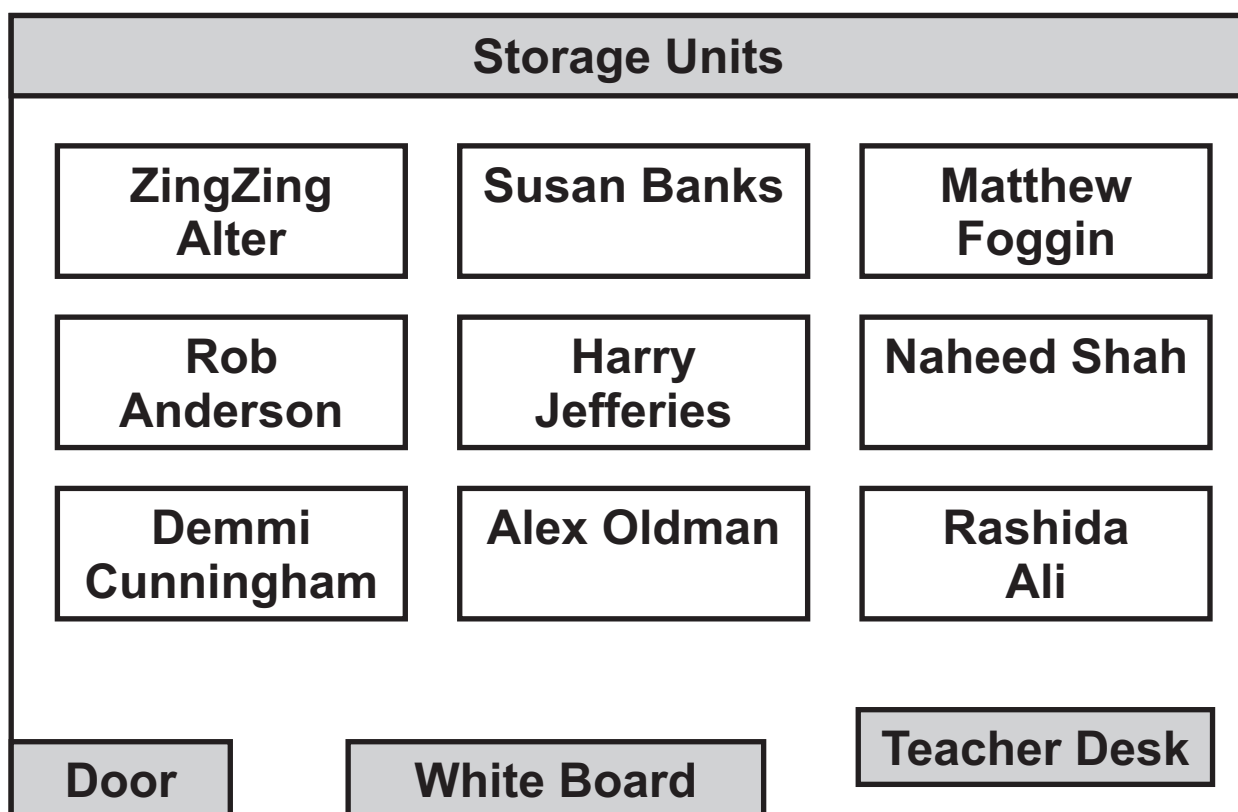 Storage Units
ZingZing
Alter
Susan Banks
Matthew
Foggin
Rob
Anderson
Harry
Jefferies
Naheed Shah
Demmi
Cunningham
Alex Oldman
Rashida
Ali
Door
White Board
Teacher Desk